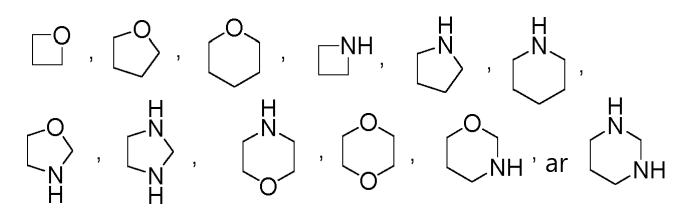 O , O , O , NH , H N , H N ,
O N H , H N N H , H N O , O O , O NH , ar H N NH